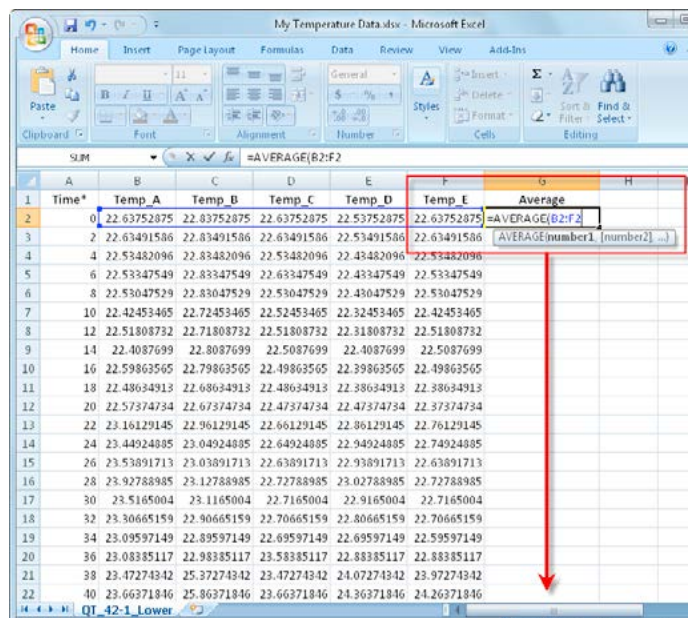 My Temperature Data.xlsx - Microsoft Excel
Home Insert Page Layout Formulas Data Review View Add-Ins
Paste
11
B I U A A
General
$ % ,
Styles
Insert
Delete
Format
Σ
Sort & Filter
Find & Select
Clipboard Font Alignment Number Cells Editing
SUM fx =AVERAGE(B2:F2
A B C D E F G H
1 Time* Temp_A Temp_B Temp_C Temp_D Temp_E Average
2 0 22.63752875 22.83752875 22.63752875 22.53752875 22.63752875 =AVERAGE(B2:F2
AVERAGE(number1, [number2], ...)
3 2 22.63491586 22.83491586 22.63491586 22.53491586 22.63491586
4 4 22.53482096 22.83482096 22.53482096 22.43482096 22.53482096
5 6 22.53347549 22.83347549 22.63347549 22.43347549 22.53347549
6 8 22.53047529 22.83047529 22.53047529 22.43047529 22.53047529
7 10 22.42453465 22.72453465 22.52453465 22.32453465 22.42453465
8 12 22.51808732 22.71808732 22.51808732 22.31808732 22.51808732
9 14 22.4087699 22.8087699 22.5087699 22.4087699 22.5087699
10 16 22.59863565 22.79863565 22.49863565 22.39863565 22.49863565
11 18 22.48634913 22.68634913 22.48634913 22.38634913 22.38634913
12 20 22.57374734 22.67374734 22.47374734 22.47374734 22.37374734
13 22 23.16129145 22.96129145 22.66129145 22.86129145 22.76129145
14 24 23.44924885 23.04924885 22.64924885 22.94924885 22.74924885
15 26 23.53891713 23.03891713 22.63891713 22.93891713 22.63891713
16 28 23.92788985 23.12788985 22.72788985 23.02788985 22.72788985
17 30 23.5165004 23.1165004 22.7165004 22.9165004 22.7165004
18 32 23.30665159 22.90665159 22.70665159 22.80665159 22.70665159
19 34 23.09597149 22.89597149 22.69597149 22.69597149 22.59597149
20 36 23.08385117 22.98385117 23.58385117 22.88385117 22.88385117
21 38 23.47274342 25.37274342 23.47274342 24.07274342 23.97274342
22 40 23.66371846 25.86371846 23.66371846 24.36371846 24.26371846
QT_42-1_Lower